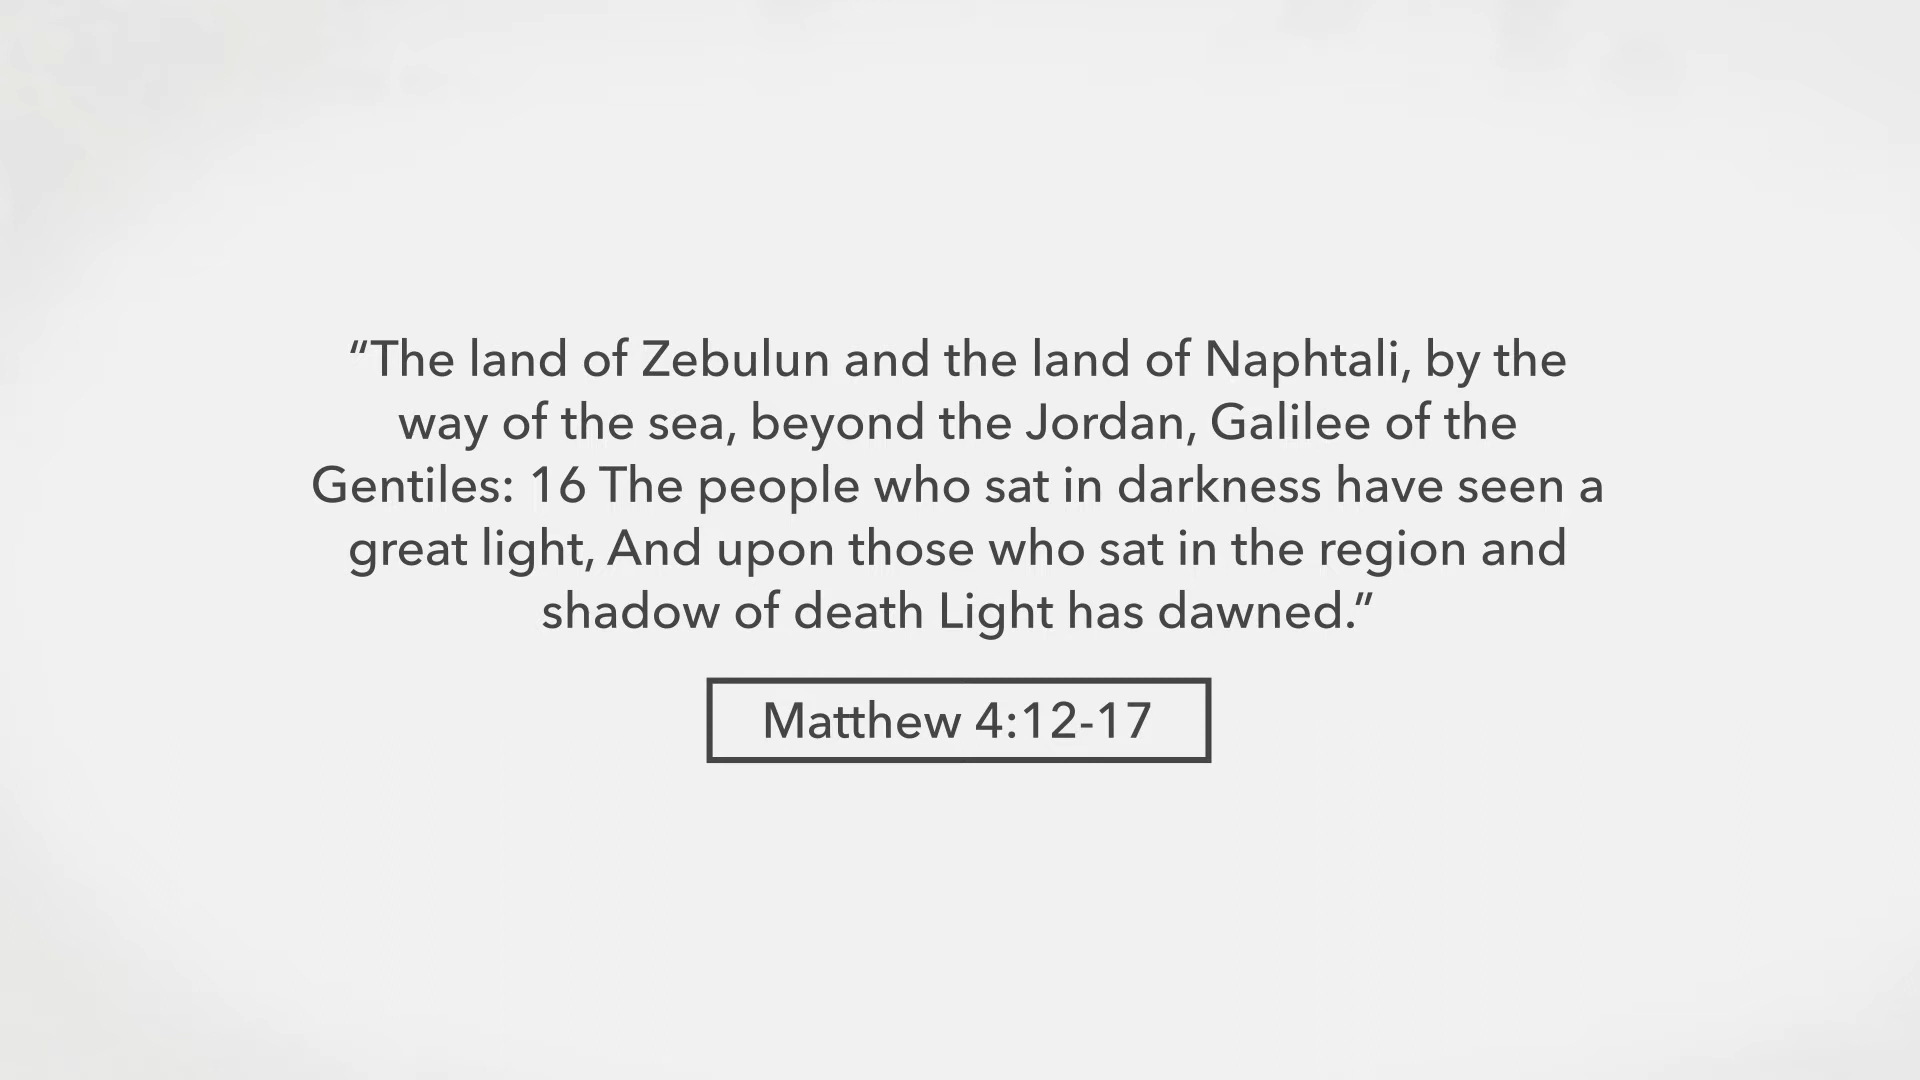 “The land of Zebulun and the land of Naphtali, by the
way of the sea, beyond the Jordan, Galilee of the
Gentiles: 16 The people who sat in darkness have seen a
great light, And upon those who sat in the region and
shadow of death Light has dawned.”
Matthew 4:12-17